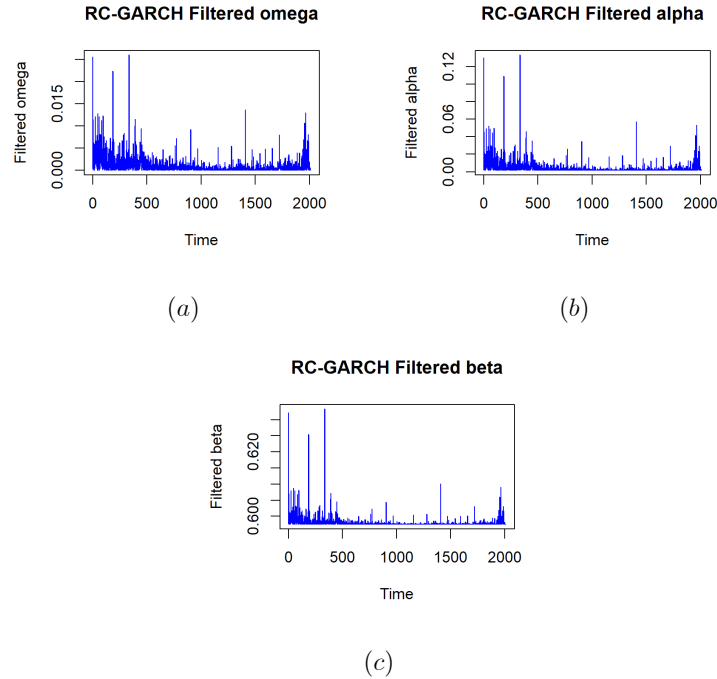 RC-GARCH Filtered omega
Filtered omega
0.015
0.000
0 500 1000 1500 2000
Time
(a)
RC-GARCH Filtered alpha
Filtered alpha
0.12
0.06
0.00
0 500 1000 1500 2000
Time
(b)
RC-GARCH Filtered beta
Filtered beta
0.620
0.600
0 500 1000 1500 2000
Time
(c)